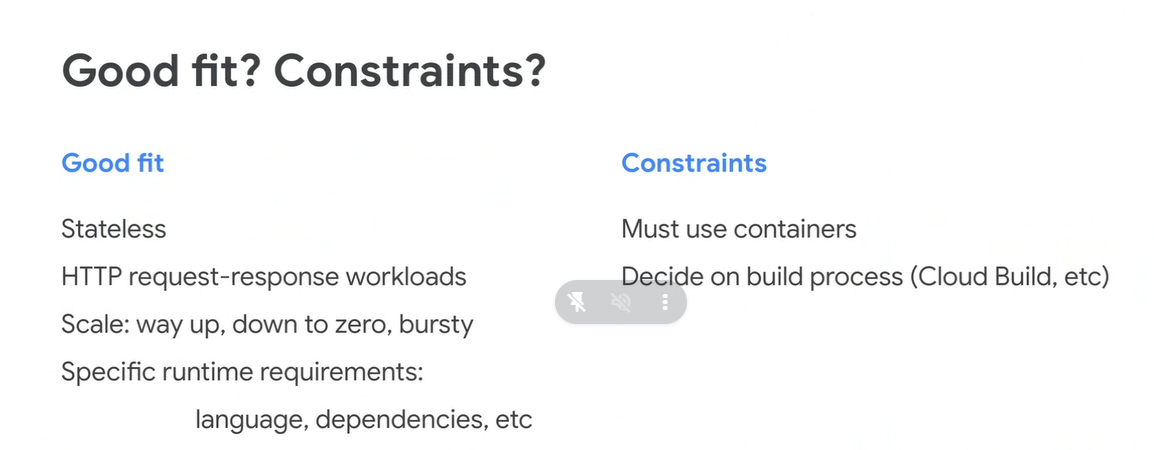 Good fit? Constraints?
Good fit
Stateless
HTTP request-response workloads
Scale: way up, down to zero, bursty
Specific runtime requirements:
language, dependencies, etc
Constraints
Must use containers
Decide on build process (Cloud Build, etc)